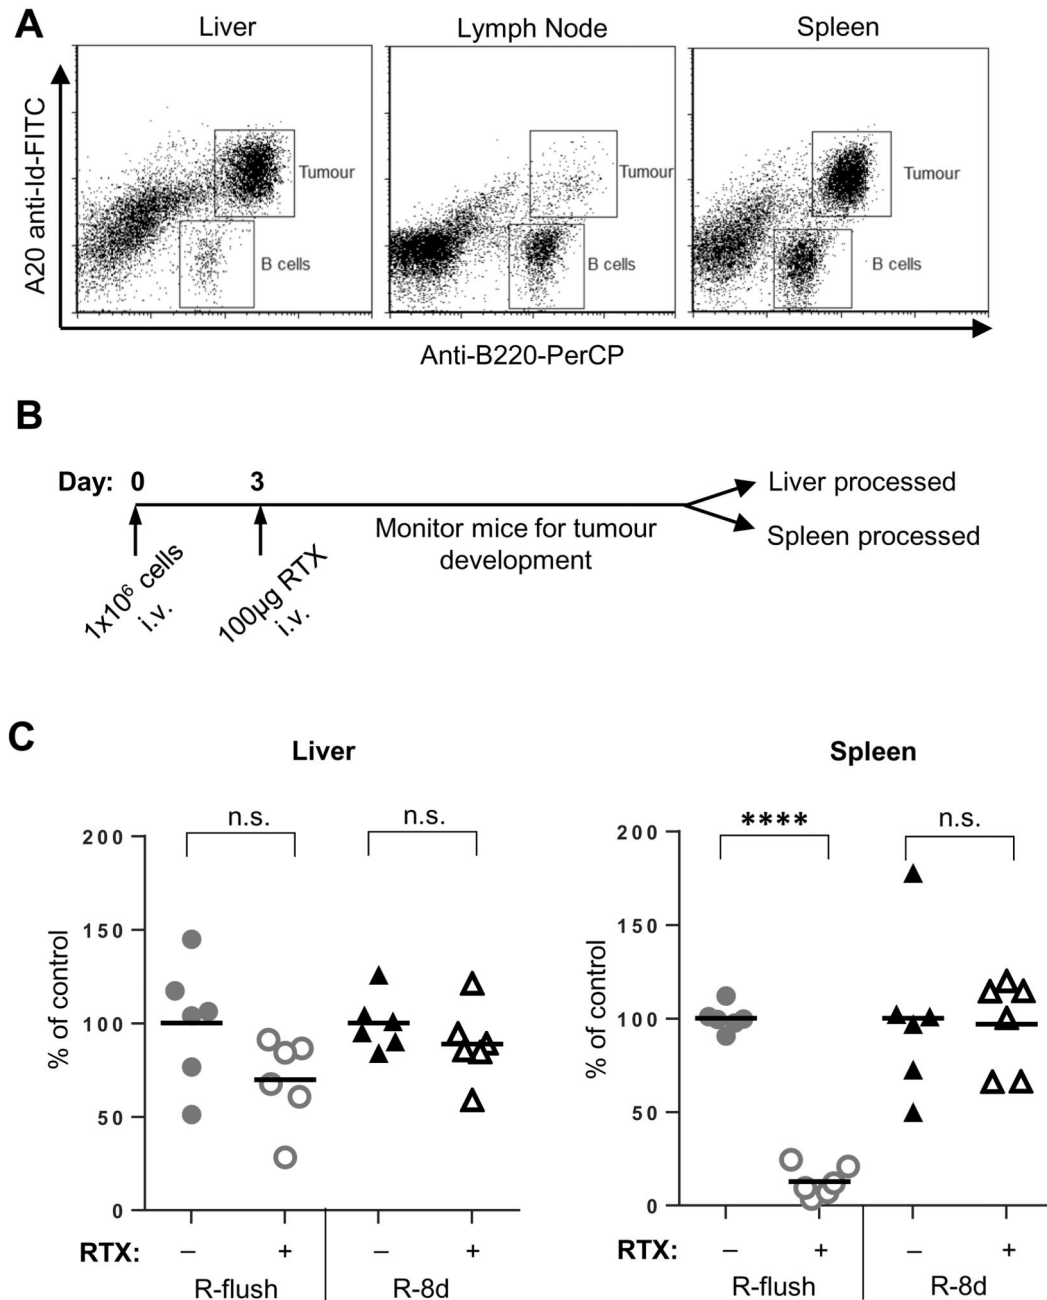 A
Liver
Lymph Node
Spleen
A20 anti-Id-FITC
Tumour
B cells
Tumour
B cells
Tumour
B cells
Anti-B220-PerCP
B
Day: 0 3
1x10⁶ cells
i.v.
100µg RTX
i.v.
Monitor mice for tumour
development
Liver processed
Spleen processed
C
Liver
n.s.
n.s.
% of control
200
150
100
50
0
RTX: – + – +
R-flush R-8d
Spleen
****
n.s.
% of control
200
150
100
50
0
RTX: – + – +
R-flush R-8d